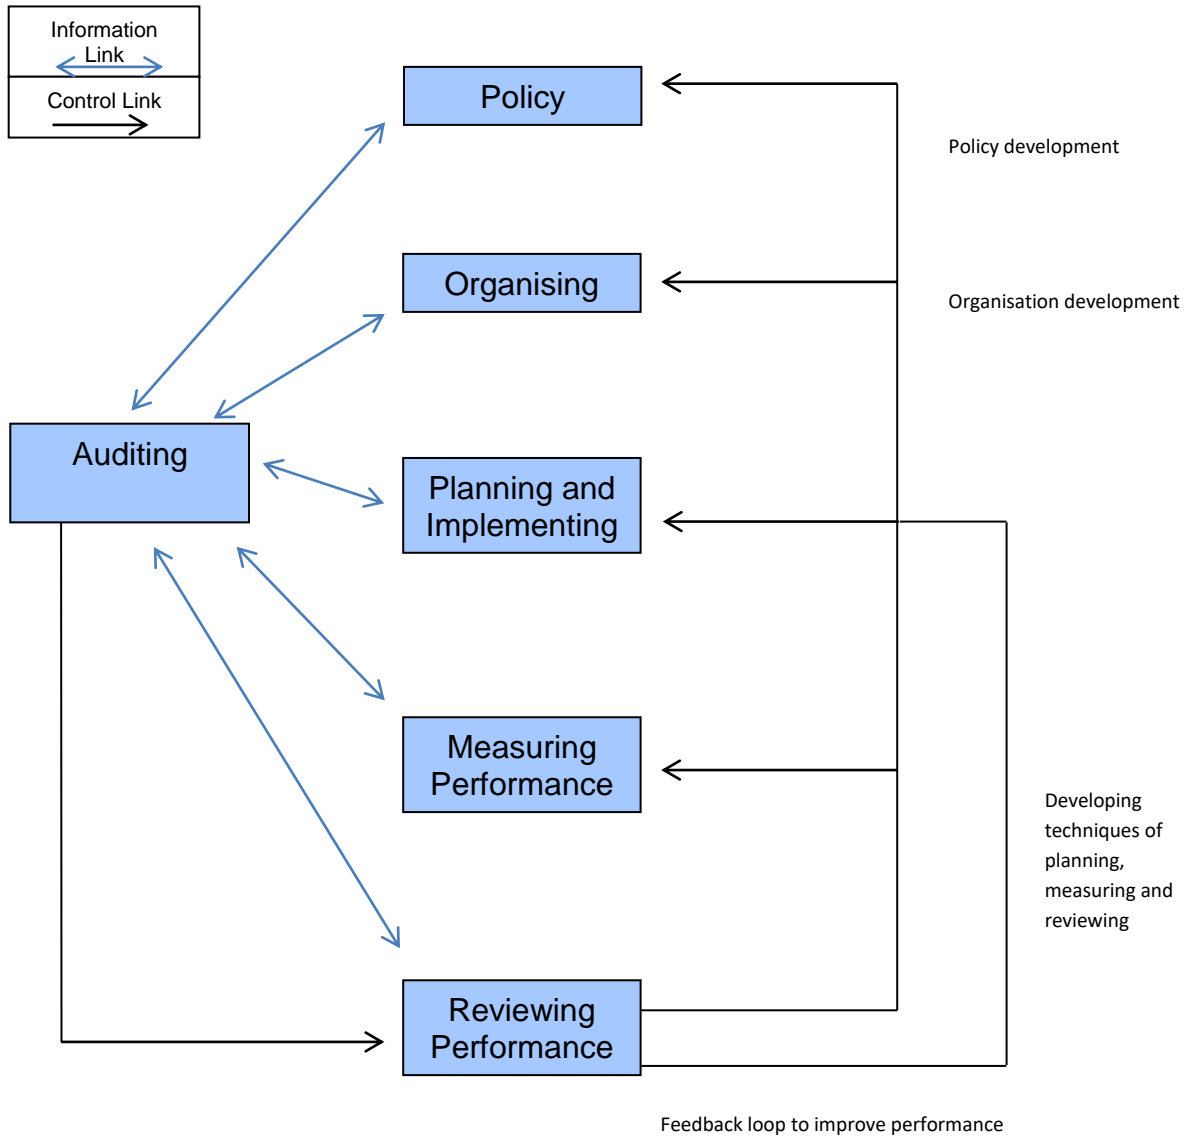 Information
Link
Control Link
Policy
Policy development
Organising
Organisation development
Auditing
Planning and
Implementing
Measuring
Performance
Developing
techniques of
planning,
measuring and
reviewing
Reviewing
Performance
Feedback loop to improve performance